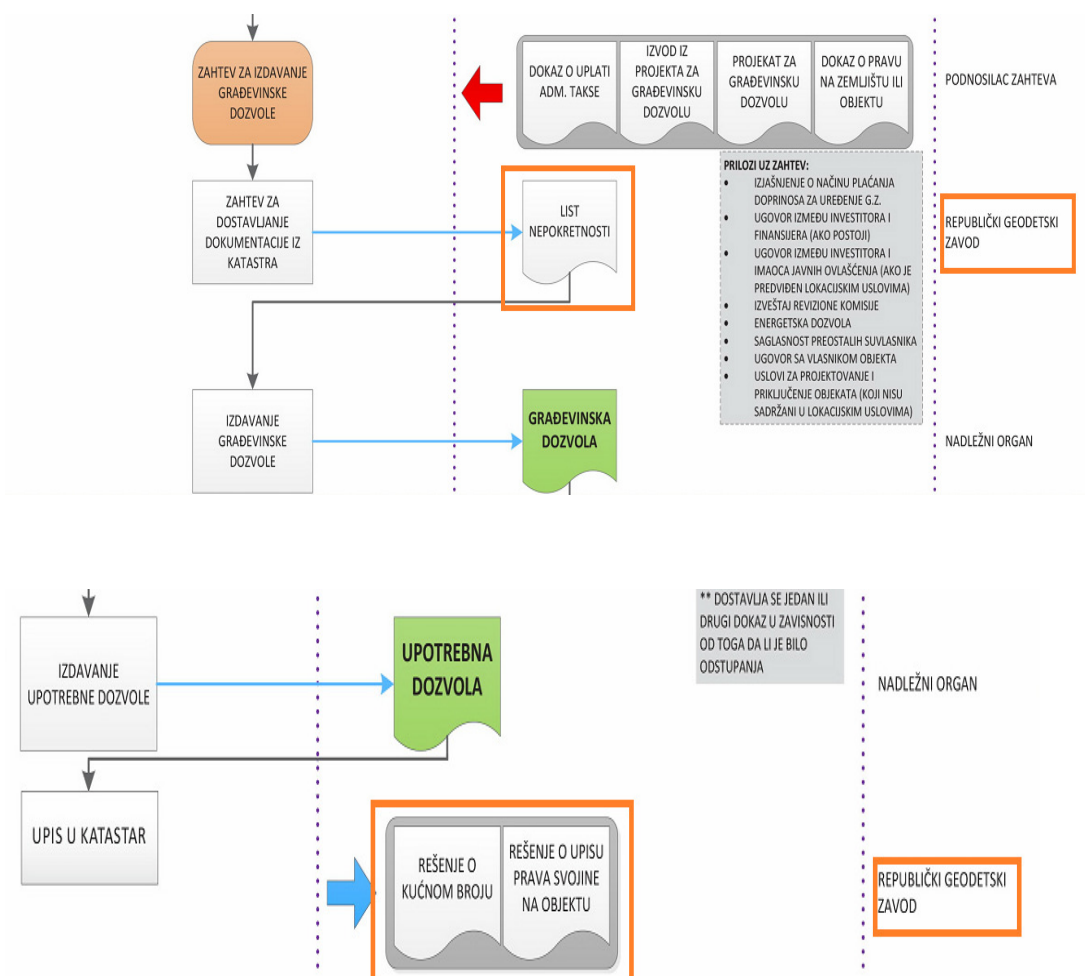 ZAHTEV ZA IZDAVANJE
GRAĐEVINSKE
DOZVOLE
DOKAZ O UPLATI
ADM. TAKSE
IZVOD IZ
PROJEKTA ZA
GRAĐEVINSKU
DOZVOLU
PROJEKAT ZA
GRAĐEVINSKU
DOZVOLU
DOKAZ O PRAVU
NA ZEMLJIŠTU ILI
OBJEKTU
PODNOSILAC ZAHTEVA
ZAHTEV ZA
DOSTAVLJANJE
DOKUMENTACIJE IZ
KATASTRA
LIST
NEPOKRETNOSTI
PRILOZI UZ ZAHTEV:
• IZJAŠNJENJE O NAČINU PLAĆANJA
DOPRINOSA ZA UREĐENJE G.Z.
• UGOVOR IZMEĐU INVESTITORA I
FINANSIJERA (AKO POSTOJI)
• UGOVOR IZMEĐU INVESTITORA I
IMAOCA JAVNIH OVLAŠĆENJA (AKO JE
PREDVIĐEN LOKACIJSKIM USLOVIMA)
• IZVEŠTAJ REVIZIONE KOMISIJE
• ENERGETSKA DOZVOLA
• SAGLASNOST PREOSTALIH SUVLASNIKA
• UGOVOR SA VLASNIKOM OBJEKTA
• USLOVI ZA PROJEKTOVANJE I
PRIKLJUČENJE OBJEKATA (KOJI NISU
SADRŽANI U LOKACIJSKIM USLOVIMA)
REPUBLIČKI GEODETSKI
ZAVOD
IZDAVANJE
GRAĐEVINSKE
DOZVOLE
GRAĐEVINSKA
DOZVOLA
NADLEŽNI ORGAN
** DOSTAVLJA SE JEDAN ILI
DRUGI DOKAZ U ZAVISNOSTI
OD TOGA DA LI JE BILO
ODSTUPANJA
IZDAVANJE
UPOTREBNE DOZVOLE
UPOTREBNA
DOZVOLA
NADLEŽNI ORGAN
UPIS U KATASTAR
REŠENJE O
KUĆNOM BROJU
REŠENJE O UPISU
PRAVA SVOJINE
NA OBJEKTU
REPUBLIČKI GEODETSKI
ZAVOD